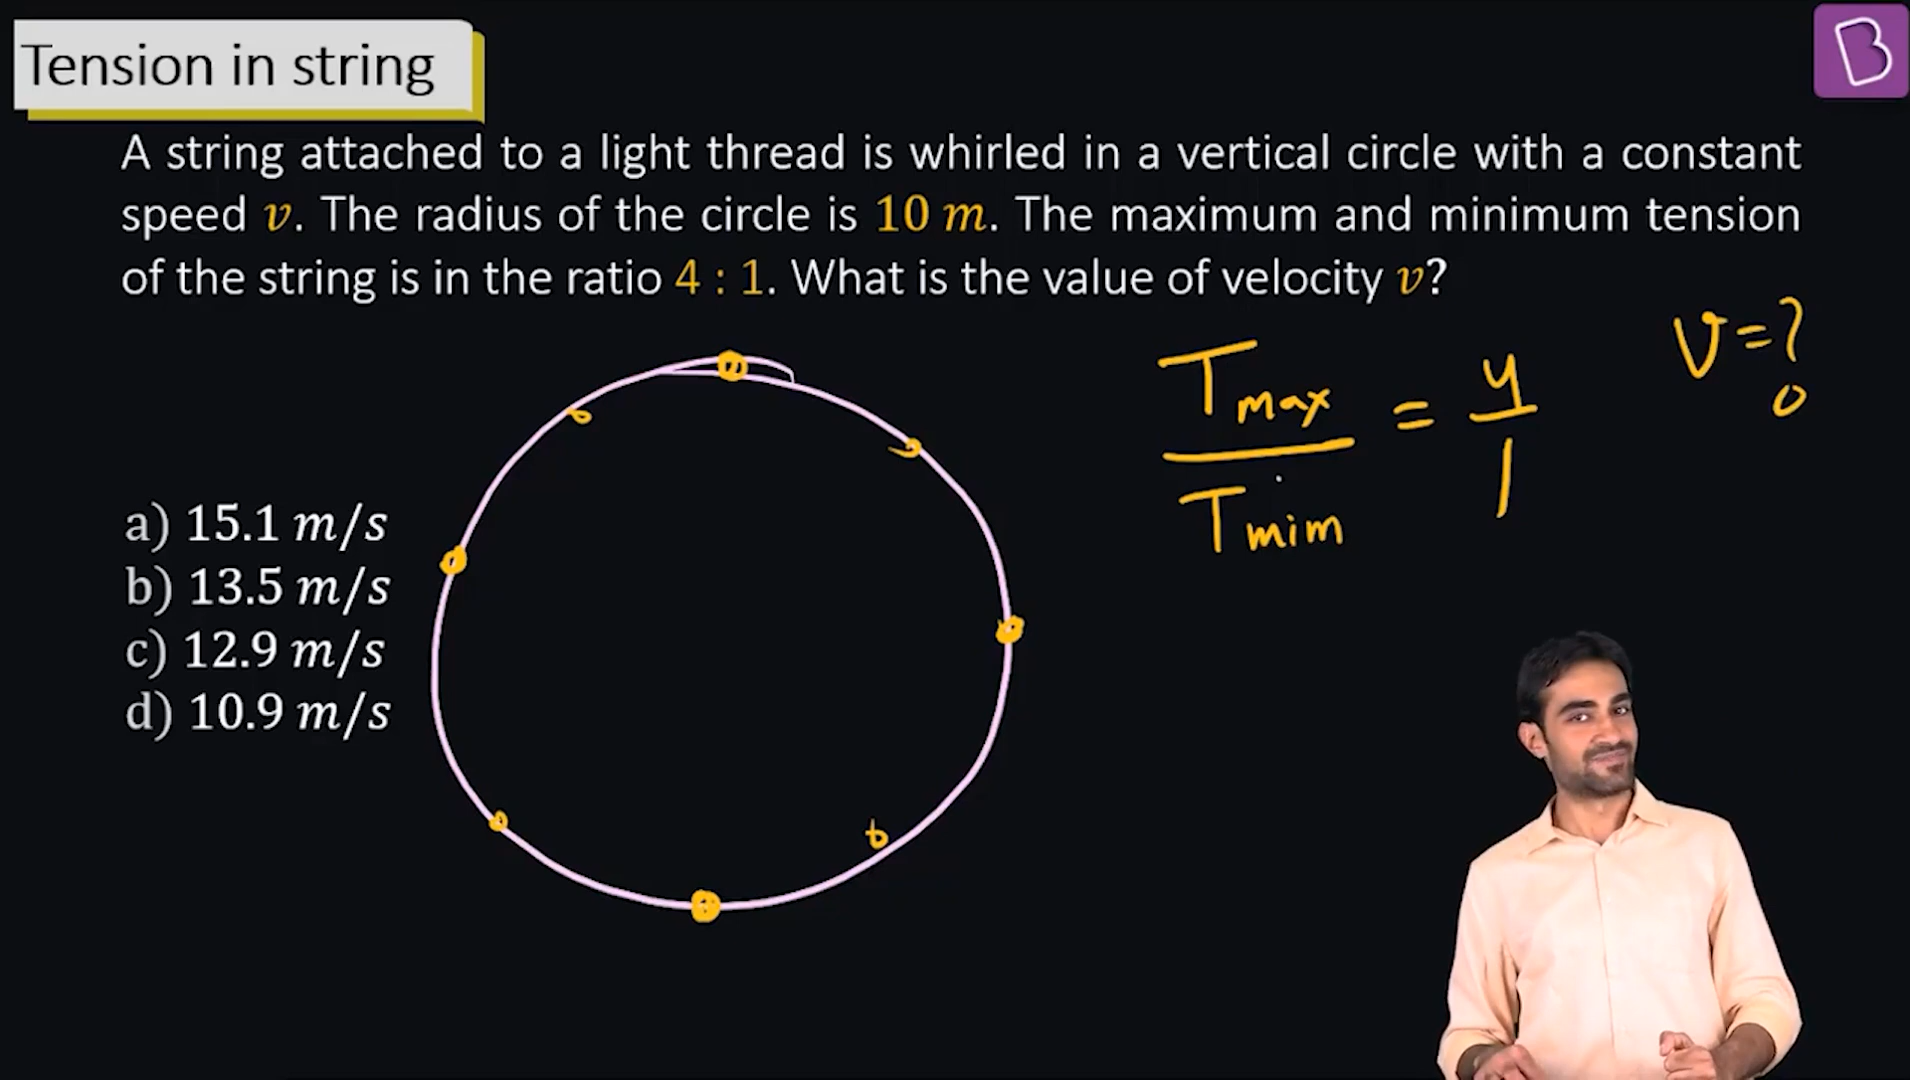 Tension in string
B
A string attached to a light thread is whirled in a vertical circle with a constant
speed v. The radius of the circle is 10 m. The maximum and minimum tension
of the string is in the ratio 4 : 1. What is the value of velocity v?
T max / T mim = 4 / 1
v = ?
a) 15.1 m/s
b) 13.5 m/s
c) 12.9 m/s
d) 10.9 m/s